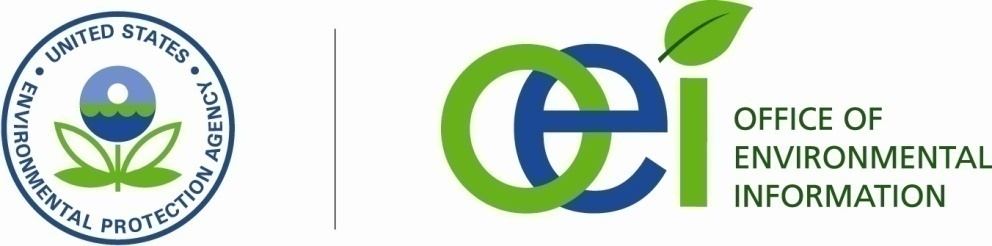 UNITED STATES
ENVIRONMENTAL PROTECTION AGENCY
oei
OFFICE OF
ENVIRONMENTAL
INFORMATION